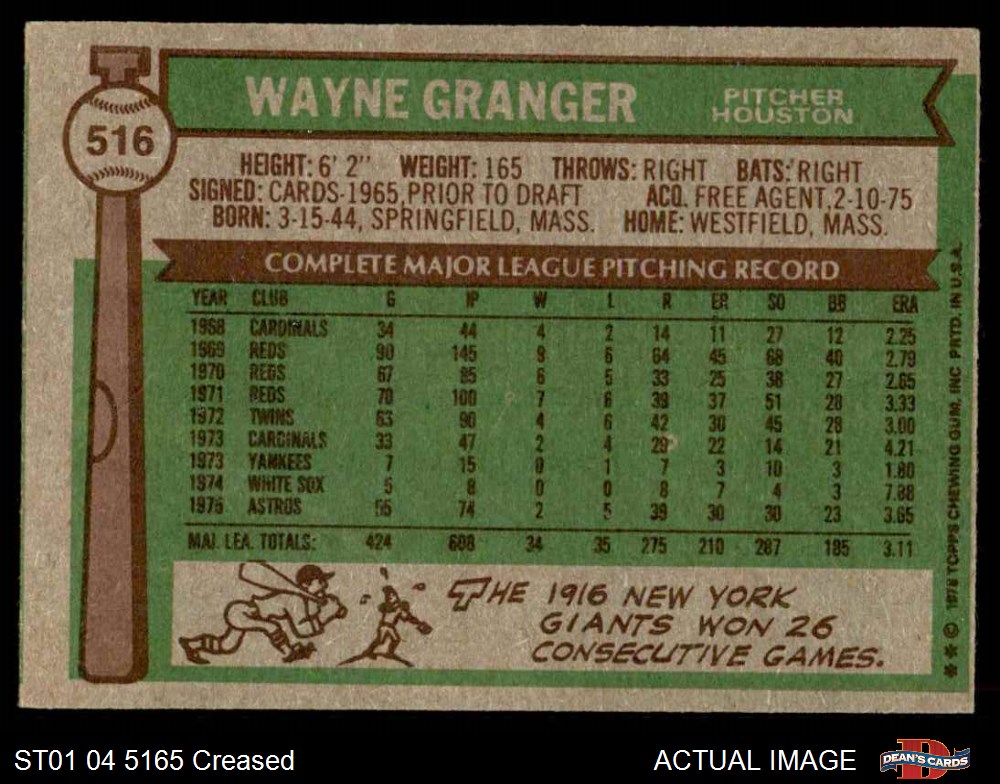 WAYNE GRANGER
PITCHER
HOUSTON
516
HEIGHT: 6' 2" WEIGHT: 165 THROWS: RIGHT BATS: RIGHT
SIGNED: CARDS-1965, PRIOR TO DRAFT ACQ. FREE AGENT, 2-10-75
BORN: 3-15-44, SPRINGFIELD, MASS. HOME: WESTFIELD, MASS.
COMPLETE MAJOR LEAGUE PITCHING RECORD
YEAR CLUB G IP W L R ER SO BB ERA
1968 CARDINALS 34 44 4 2 14 11 27 12 2.25
1969 REDS 90 145 9 6 64 45 68 40 2.79
1970 REDS 67 85 6 5 33 25 38 27 2.65
1971 REDS 70 100 7 6 39 37 51 28 3.33
1972 TWINS 63 90 4 6 42 30 45 28 3.00
1973 CARDINALS 33 47 2 4 29 22 14 21 4.21
1973 YANKEES 7 15 0 1 7 3 10 3 1.80
1974 WHITE SOX 5 8 0 0 8 7 4 3 7.88
1975 ASTROS 55 74 2 5 39 30 30 23 3.65
MAJ. LEA. TOTALS: 424 608 34 35 275 210 287 185 3.11
THE 1916 NEW YORK
GIANTS WON 26
CONSECUTIVE GAMES.
** © 1976 TOPPS CHEWING GUM, INC PRTD. IN U.S.A.
ST01 04 5165 Creased
ACTUAL IMAGE
D
DEAN'S CARDS